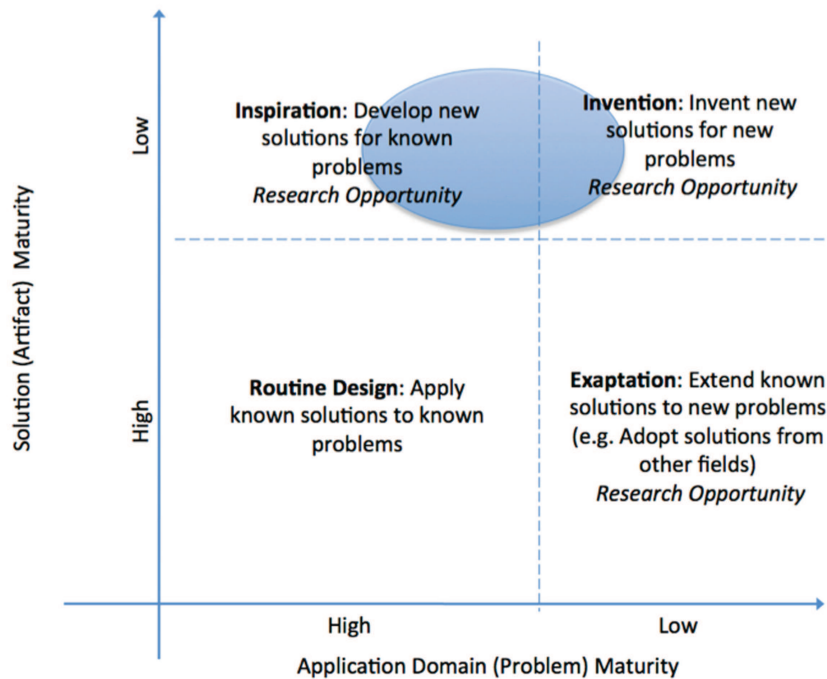 Inspiration: Develop new
solutions for known
problems
Research Opportunity
Invention: Invent new
solutions for new
problems
Research Opportunity
Low
Solution (Artifact) Maturity
High
Routine Design: Apply
known solutions to known
problems
Exaptation: Extend known
solutions to new problems
(e.g. Adopt solutions from
other fields)
Research Opportunity
High
Low
Application Domain (Problem) Maturity